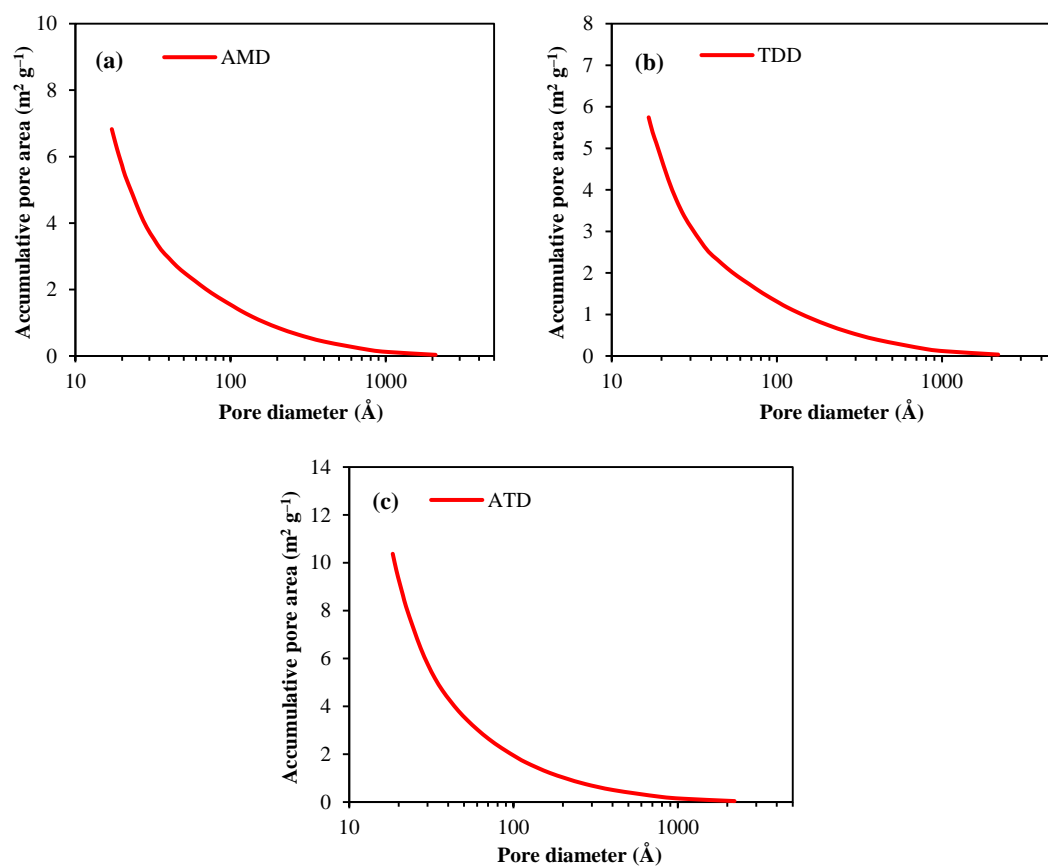 10
8
6
4
2
0
Accumulative pore area (m² g⁻¹)
(a)
AMD
10
100
1000
Pore diameter (Å)
8
7
6
5
4
3
2
1
0
Accumulative pore area (m² g⁻¹)
(b)
TDD
10
100
1000
Pore diameter (Å)
14
12
10
8
6
4
2
0
Accumulative pore area (m² g⁻¹)
(c)
ATD
10
100
1000
Pore diameter (Å)